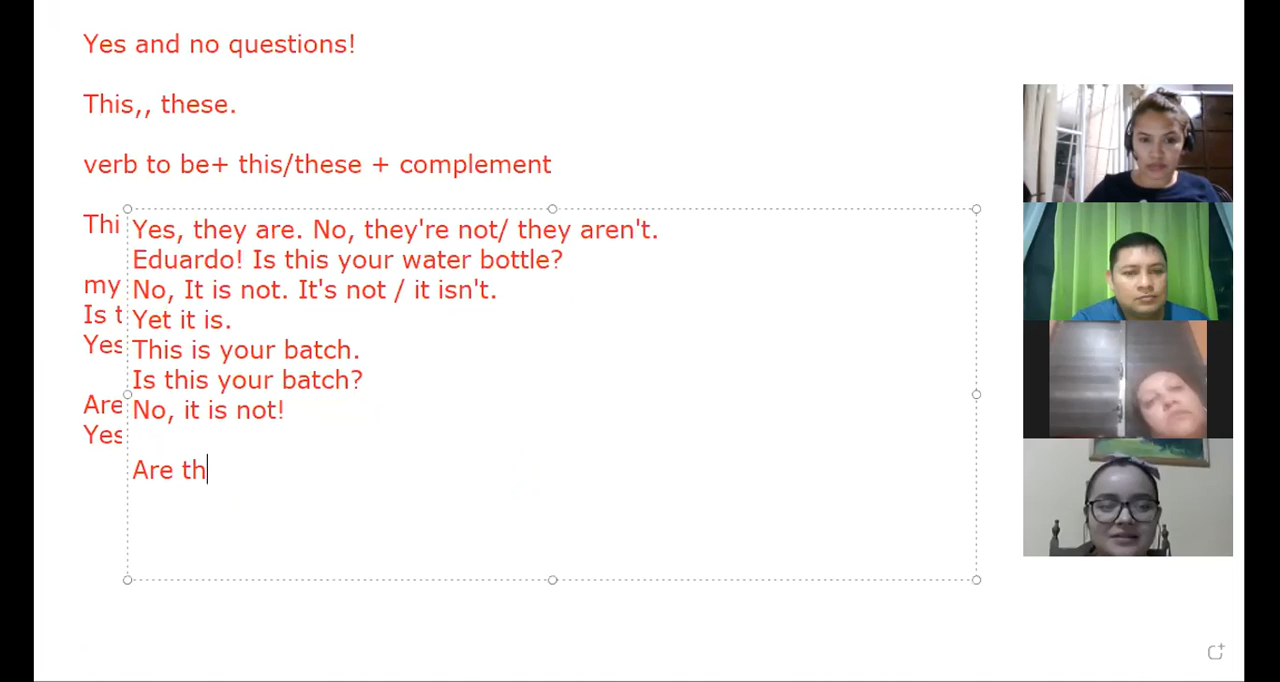 Yes and no questions!
This,, these.
verb to be+ this/these + complement
Thi
Yes, they are. No, they're not/ they aren't.
Eduardo! Is this your water bottle?
my
No, It is not. It's not / it isn't.
Is t
Yet it is.
Yes
This is your batch.
Is this your batch?
Are
No, it is not!
Yes
Are th